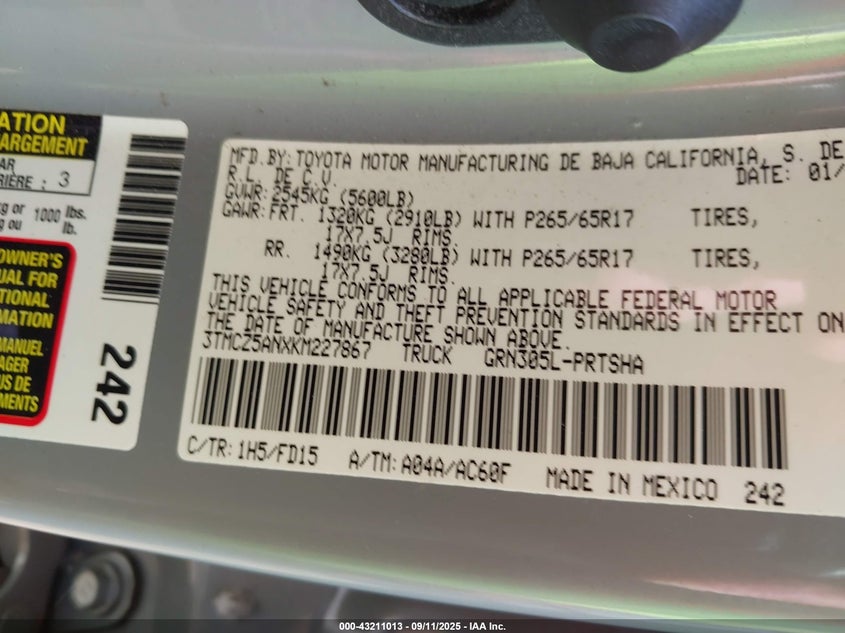 ATION
ARGEMENT
AR
RIÈRE : 3
kg or 1000 lbs.
kg ou lb.
OWNER'S
UAL FOR
TIONAL
RMATION
MANUEL
AGER
US DE
EMENTS
242
MFD.BY: TOYOTA MOTOR MANUFACTURING DE BAJA CALIFORNIA, S. DE
R.L. DE C.V. DATE: 01/
GVWR: 2545KG (5600LB)
GAWR: FRT. 1320KG (2910LB) WITH P265/65R17 TIRES,
17X7.5J RIMS.
RR. 1490KG (3280LB) WITH P265/65R17 TIRES,
17X7.5J RIMS.
THIS VEHICLE CONFORMS TO ALL APPLICABLE FEDERAL MOTOR
VEHICLE SAFETY AND THEFT PREVENTION STANDARDS IN EFFECT ON
THE DATE OF MANUFACTURE SHOWN ABOVE.
3TMCZ5ANXKM227867 TRUCK GRN305L-PRTSHA
C/TR: 1H5/FD15 A/TM: A04A/AC60F MADE IN MEXICO 242
000-43211013 - 09/11/2025 - IAA Inc.